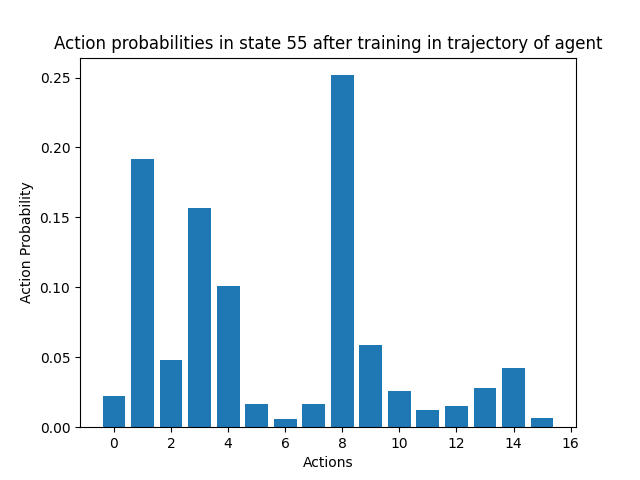 Action probabilities in state 55 after training in trajectory of agent
0.25
0.20
0.15
0.10
0.05
0.00
Action Probability
0 2 4 6 8 10 12 14 16
Actions